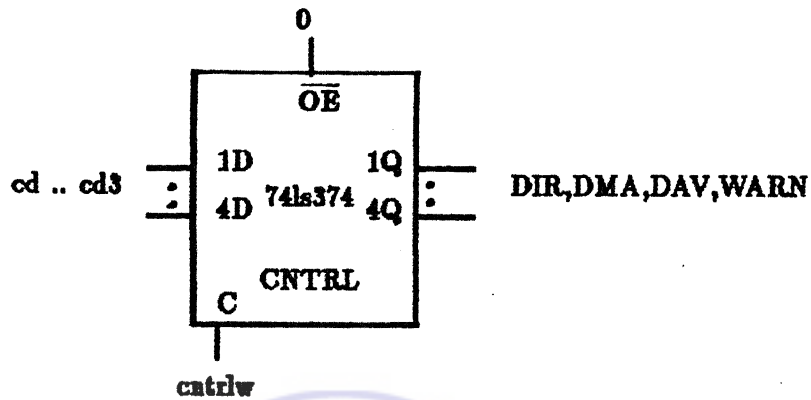 0
OE
1D 1Q
cd .. cd3 : 74ls374 : DIR,DMA,DAV,WARN
4D 4Q
CNTRL
C
cntrlw